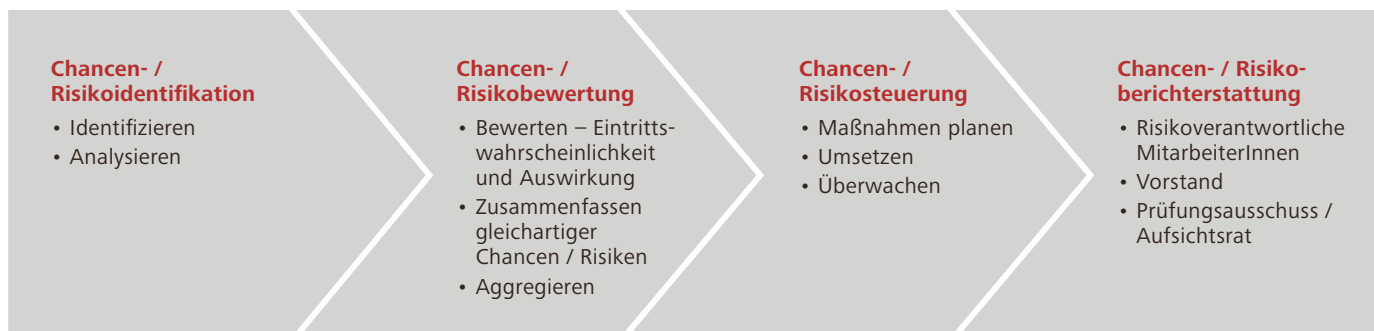 Chancen- /
Risikoidentifikation
• Identifizieren
• Analysieren
Chancen- /
Risikobewertung
• Bewerten – Eintritts-
wahrscheinlichkeit
und Auswirkung
• Zusammenfassen
gleichartiger
Chancen / Risiken
• Aggregieren
Chancen- /
Risikosteuerung
• Maßnahmen planen
• Umsetzen
• Überwachen
Chancen- / Risiko-
berichterstattung
• Risikoverantwortliche
MitarbeiterInnen
• Vorstand
• Prüfungsausschuss /
Aufsichtsrat